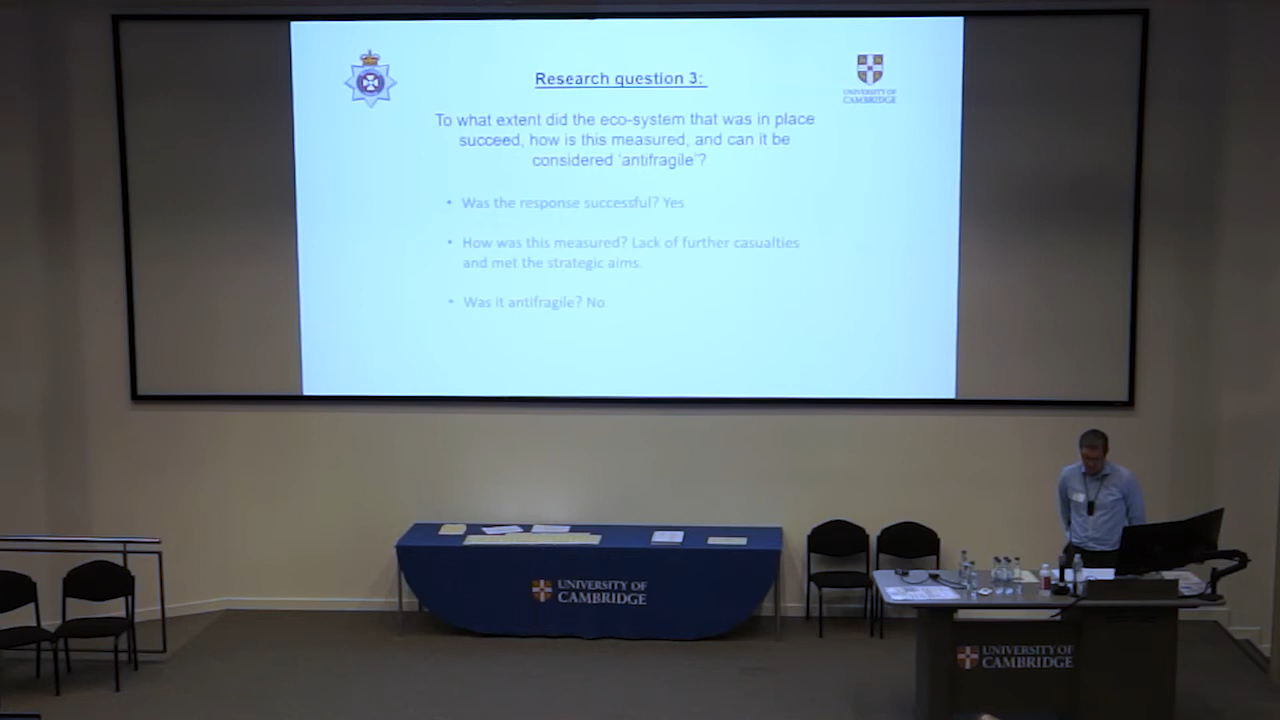 Research question 3:
UNIVERSITY OF
CAMBRIDGE
To what extent did the eco-system that was in place
succeed, how is this measured, and can it be
considered 'antifragile'?
• Was the response successful? Yes
• How was this measured? Lack of further casualties
and met the strategic aims.
• Was it antifragile? No
UNIVERSITY OF
CAMBRIDGE
UNIVERSITY OF
CAMBRIDGE